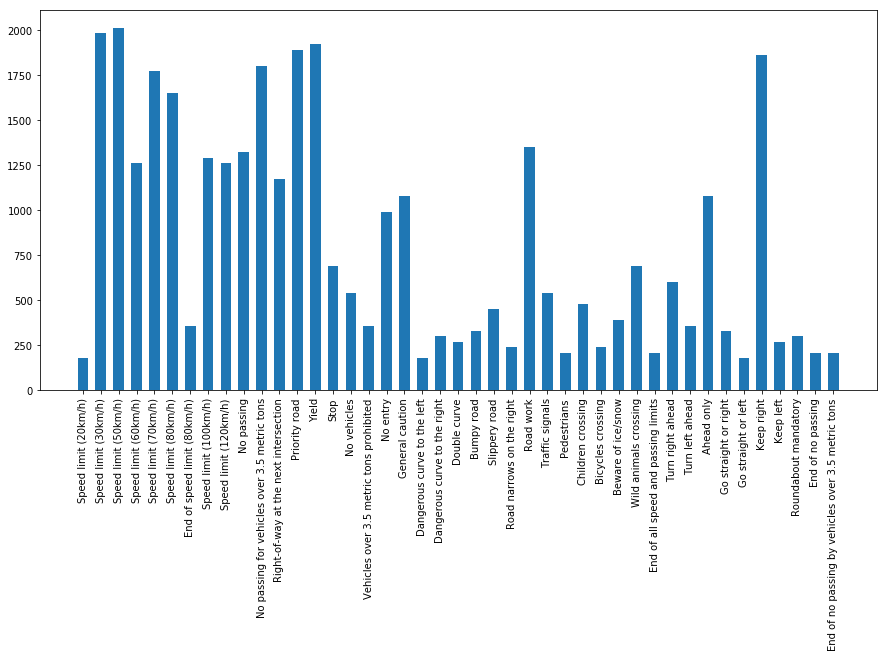 2000
1750
1500
1250
1000
750
500
250
0
Speed limit (20km/h)
Speed limit (30km/h)
Speed limit (50km/h)
Speed limit (60km/h)
Speed limit (70km/h)
Speed limit (80km/h)
End of speed limit (80km/h)
Speed limit (100km/h)
Speed limit (120km/h)
No passing
No passing for vehicles over 3.5 metric tons
Right-of-way at the next intersection
Priority road
Yield
Stop
No vehicles
Vehicles over 3.5 metric tons prohibited
No entry
General caution
Dangerous curve to the left
Dangerous curve to the right
Double curve
Bumpy road
Slippery road
Road narrows on the right
Road work
Traffic signals
Pedestrians
Children crossing
Bicycles crossing
Beware of ice/snow
Wild animals crossing
End of all speed and passing limits
Turn right ahead
Turn left ahead
Ahead only
Go straight or right
Go straight or left
Keep right
Keep left
Roundabout mandatory
End of no passing
End of no passing by vehicles over 3.5 metric tons